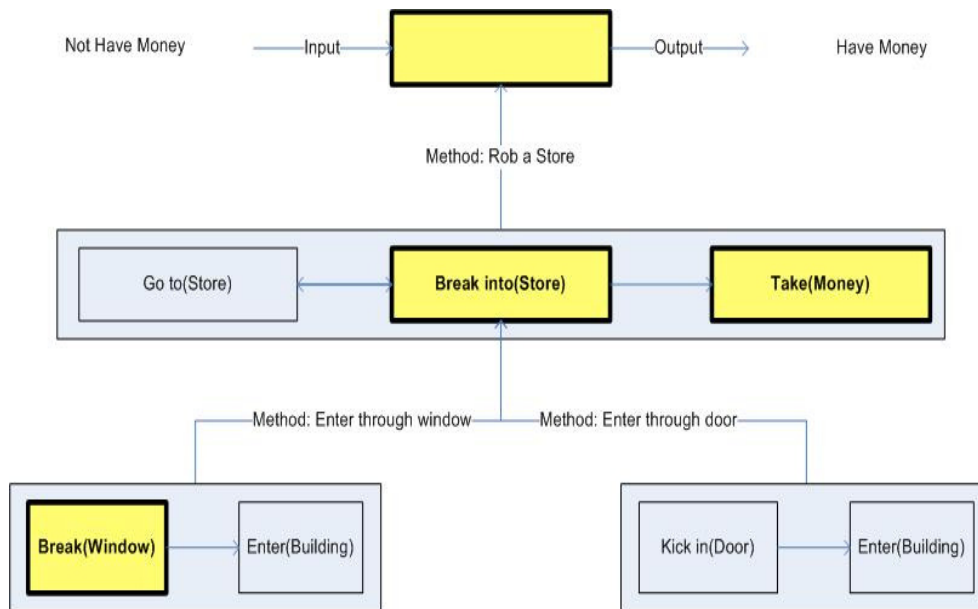 Not Have Money
Input
Output
Have Money
Method: Rob a Store
Go to(Store)
Break into(Store)
Take(Money)
Method: Enter through window
Method: Enter through door
Break(Window)
Enter(Building)
Kick in(Door)
Enter(Building)